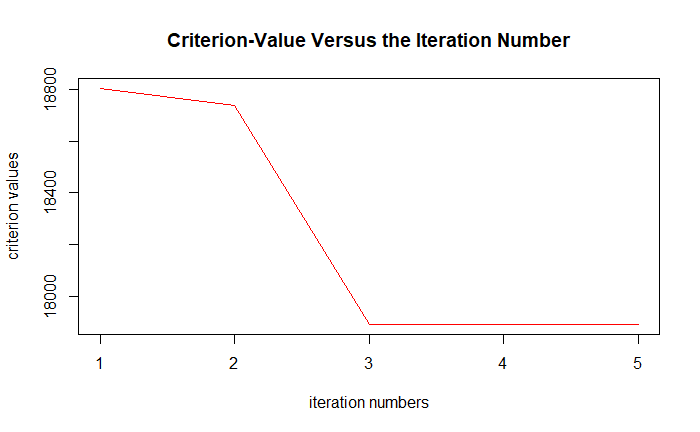 Criterion-Value Versus the Iteration Number
18800
18400
18000
criterion values
1 2 3 4 5
iteration numbers